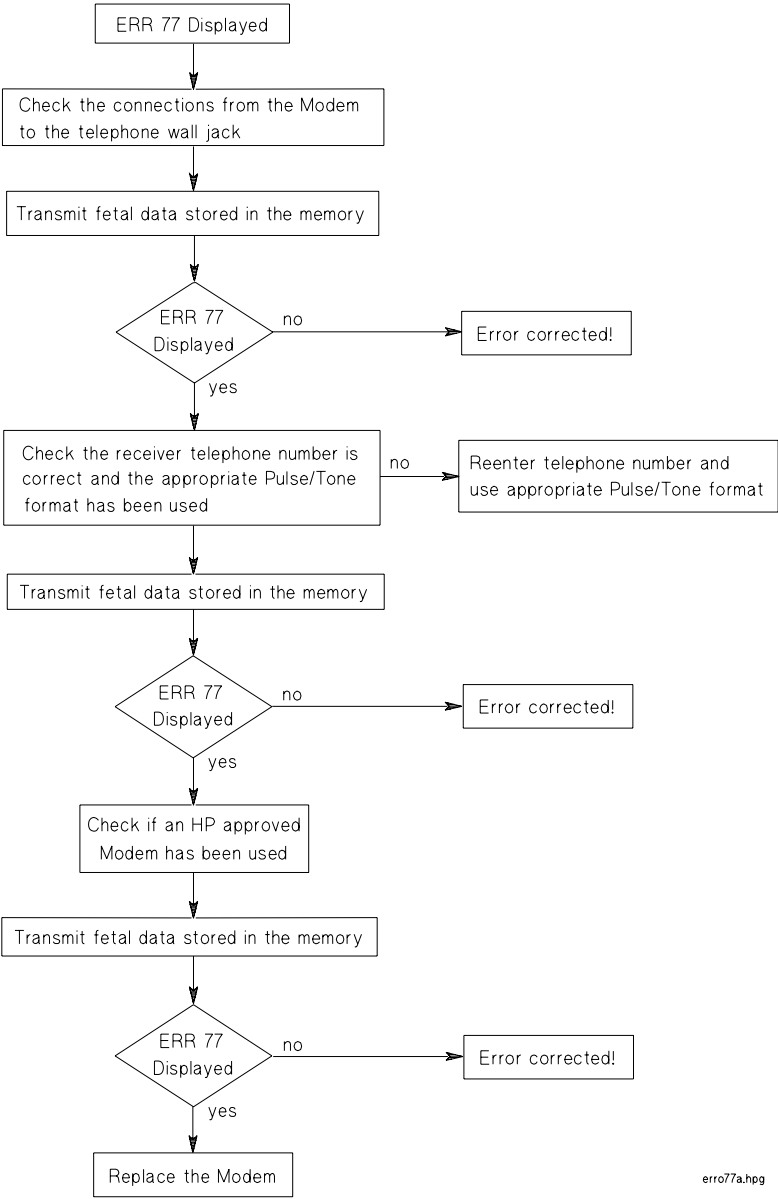 ERR 77 Displayed
Check the connections from the Modem
to the telephone wall jack
Transmit fetal data stored in the memory
ERR 77
Displayed
no
Error corrected!
yes
Check the receiver telephone number is
correct and the appropriate Pulse/Tone
format has been used
no
Reenter telephone number and
use appropriate Pulse/Tone format
Transmit fetal data stored in the memory
ERR 77
Displayed
no
Error corrected!
yes
Check if an HP approved
Modem has been used
Transmit fetal data stored in the memory
ERR 77
Displayed
no
Error corrected!
yes
Replace the Modem
erro77a.hpg